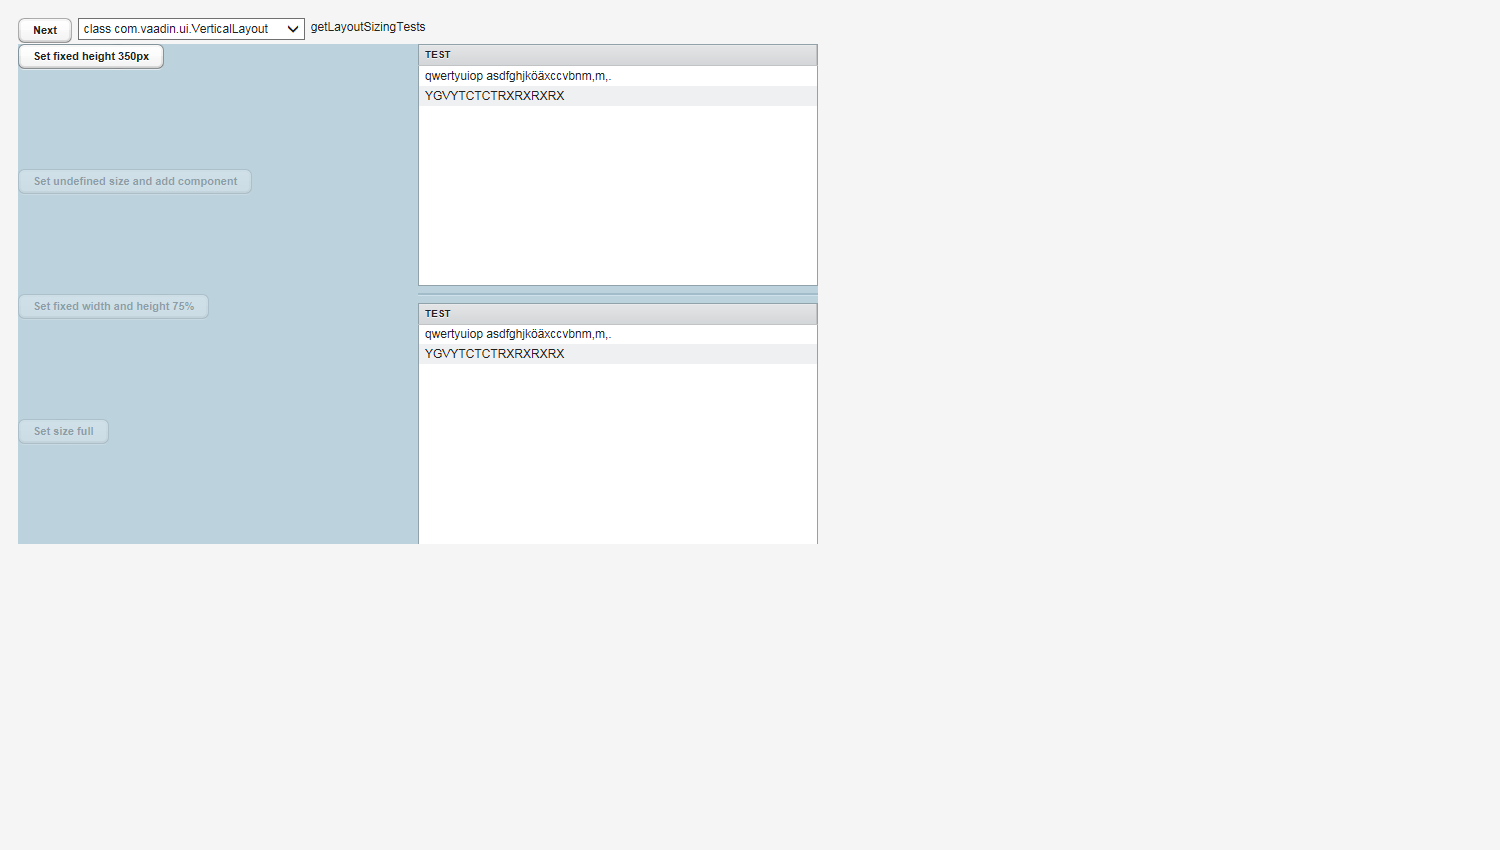 Next
class com.vaadin.ui.VerticalLayout
getLayoutSizingTests
Set fixed height 350px
Set undefined size and add component
Set fixed width and height 75%
Set size full
TEST
qwertyuiop asdfghjköäxccvbnm,m,.
YGVYTCTCTRXRXRXRX
TEST
qwertyuiop asdfghjköäxccvbnm,m,.
YGVYTCTCTRXRXRXRX